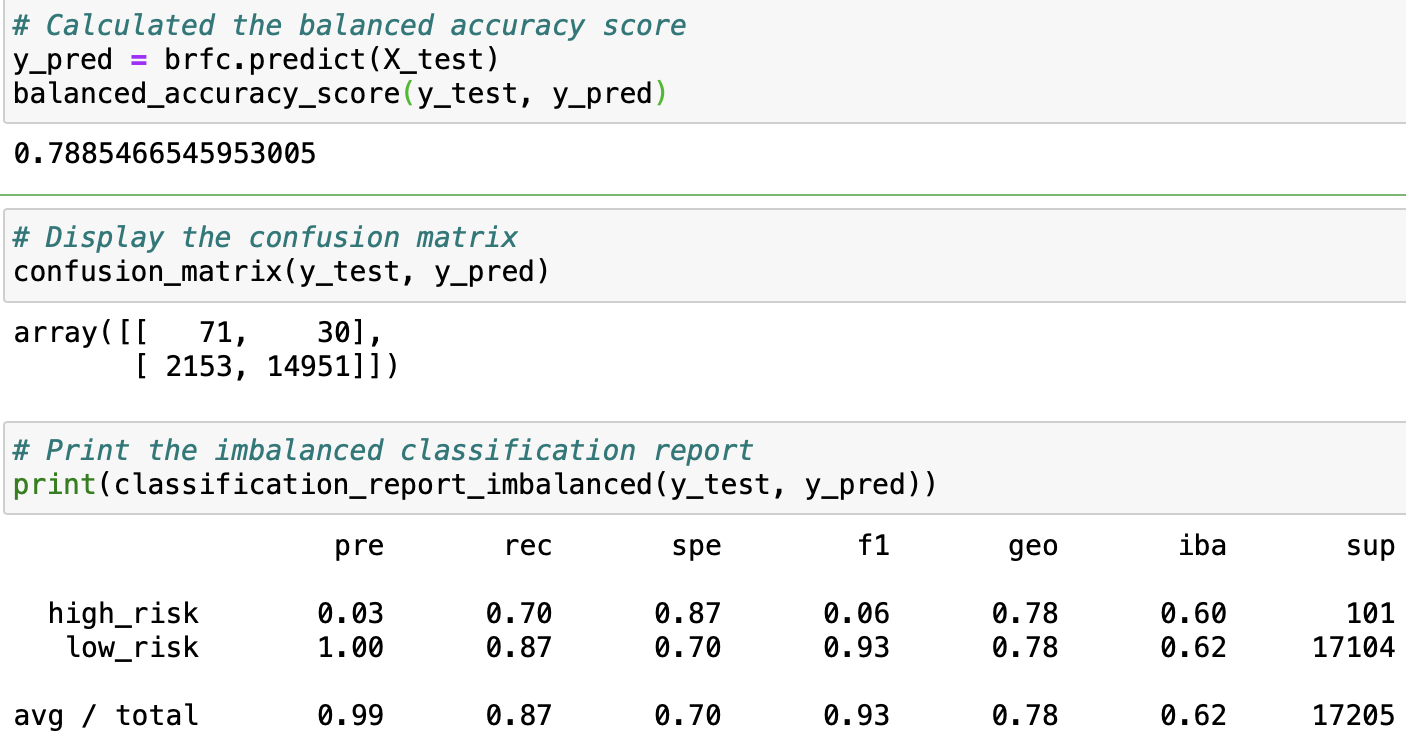 # Calculated the balanced accuracy score
y_pred = brfc.predict(X_test)
balanced_accuracy_score(y_test, y_pred)
0.7885466545953005
# Display the confusion matrix
confusion_matrix(y_test, y_pred)
array([[   71,    30],
       [ 2153, 14951]])
# Print the imbalanced classification report
print(classification_report_imbalanced(y_test, y_pred))
                   pre       rec       spe        f1       geo       iba       sup
  high_risk       0.03      0.70      0.87      0.06      0.78      0.60       101
   low_risk       1.00      0.87      0.70      0.93      0.78      0.62     17104
avg / total       0.99      0.87      0.70      0.93      0.78      0.62     17205